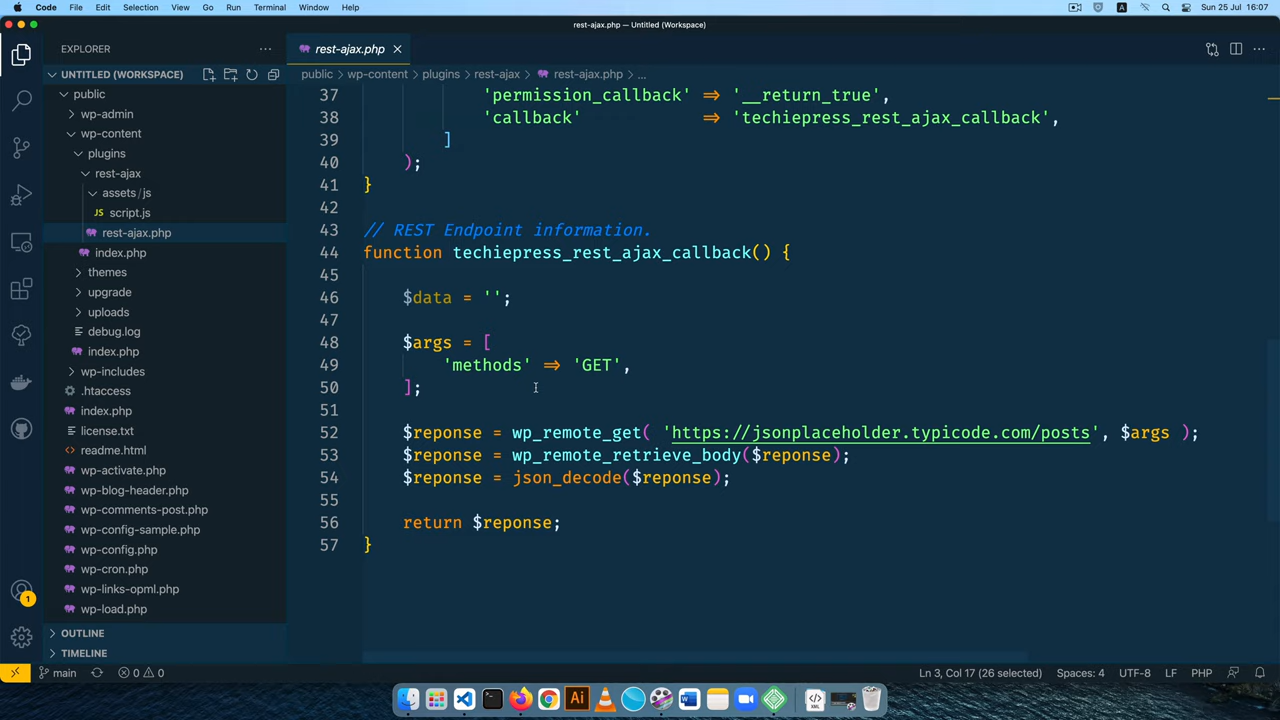 Code File Edit Selection View Go Run Terminal Window Help A Sun 25 Jul 16:07
rest-ajax.php — Untitled (Workspace)
EXPLORER
rest-ajax.php
UNTITLED (WORKSPACE)
public > wp-content > plugins > rest-ajax > rest-ajax.php > ...
public
wp-admin
wp-content
plugins
rest-ajax
assets / js
JS script.js
rest-ajax.php
index.php
themes
upgrade
uploads
debug.log
index.php
wp-includes
.htaccess
index.php
license.txt
readme.html
wp-activate.php
wp-blog-header.php
wp-comments-post.php
wp-config-sample.php
wp-config.php
wp-cron.php
wp-links-opml.php
wp-load.php
OUTLINE
TIMELINE
37 'permission_callback' => '__return_true',
38 'callback' => 'techiepress_rest_ajax_callback',
39 ]
40 );
41 }
42
43 // REST Endpoint information.
44 function techiepress_rest_ajax_callback() {
45
46 $data = '';
47
48 $args = [
49 'methods' => 'GET',
50 ];
51
52 $reponse = wp_remote_get( 'https://jsonplaceholder.typicode.com/posts', $args );
53 $reponse = wp_remote_retrieve_body($reponse);
54 $reponse = json_decode($reponse);
55
56 return $reponse;
57 }
1
main 0 0 Ln 3, Col 17 (26 selected) Spaces: 4 UTF-8 LF PHP
Ai W XML